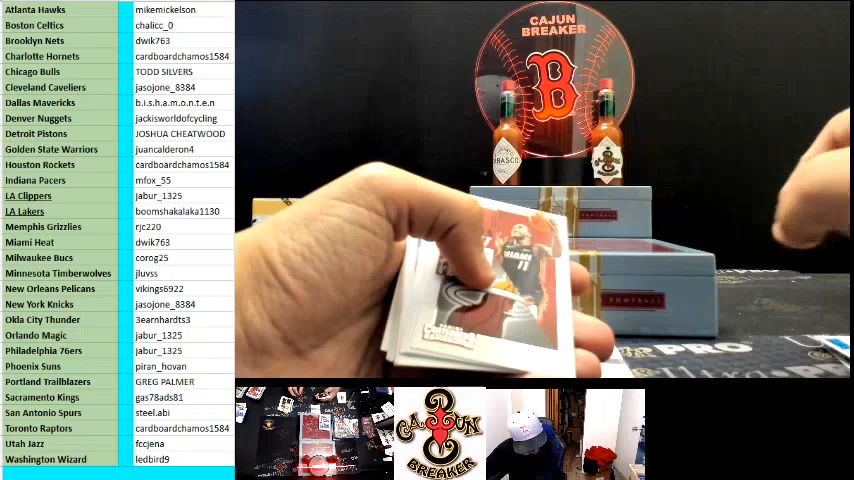 Atlanta Hawks mikemickelson
Boston Celtics chalicc_0
Brooklyn Nets dwik763
Charlotte Hornets cardboardchamos1584
Chicago Bulls TODD SILVERS
Cleveland Caveliers jasojone_8384
Dallas Mavericks b.i.s.h.a.m.o.n.t.e.n
Denver Nuggets jackisworldofcycling
Detroit Pistons JOSHUA CHEATWOOD
Golden State Warriors juancalderon4
Houston Rockets cardboardchamos1584
Indiana Pacers mfox_55
LA Clippers jabur_1325
LA Lakers boomshakalaka1130
Memphis Grizzlies rjc220
Miami Heat dwik763
Milwaulkee Bucs corog25
Minnesota Timberwolves jluvss
New Orleans Pelicans vikings6922
New York Knicks jasojone_8384
Okla City Thunder 3earnhardts3
Orlando Magic jabur_1325
Philadelphia 76ers jabur_1325
Phoenix Suns piran_hovan
Portland Trailblazers GREG PALMER
Sacramento Kings gas78ads81
San Antonio Spurs steel.abi
Toronto Raptors cardboardchamos1584
Utah Jazz fccjena
Washington Wizard ledbird9
CAJUN
BREAKER
B
MIAMI
11
FOOTBALL
PRO
CAJUN
BREAKER